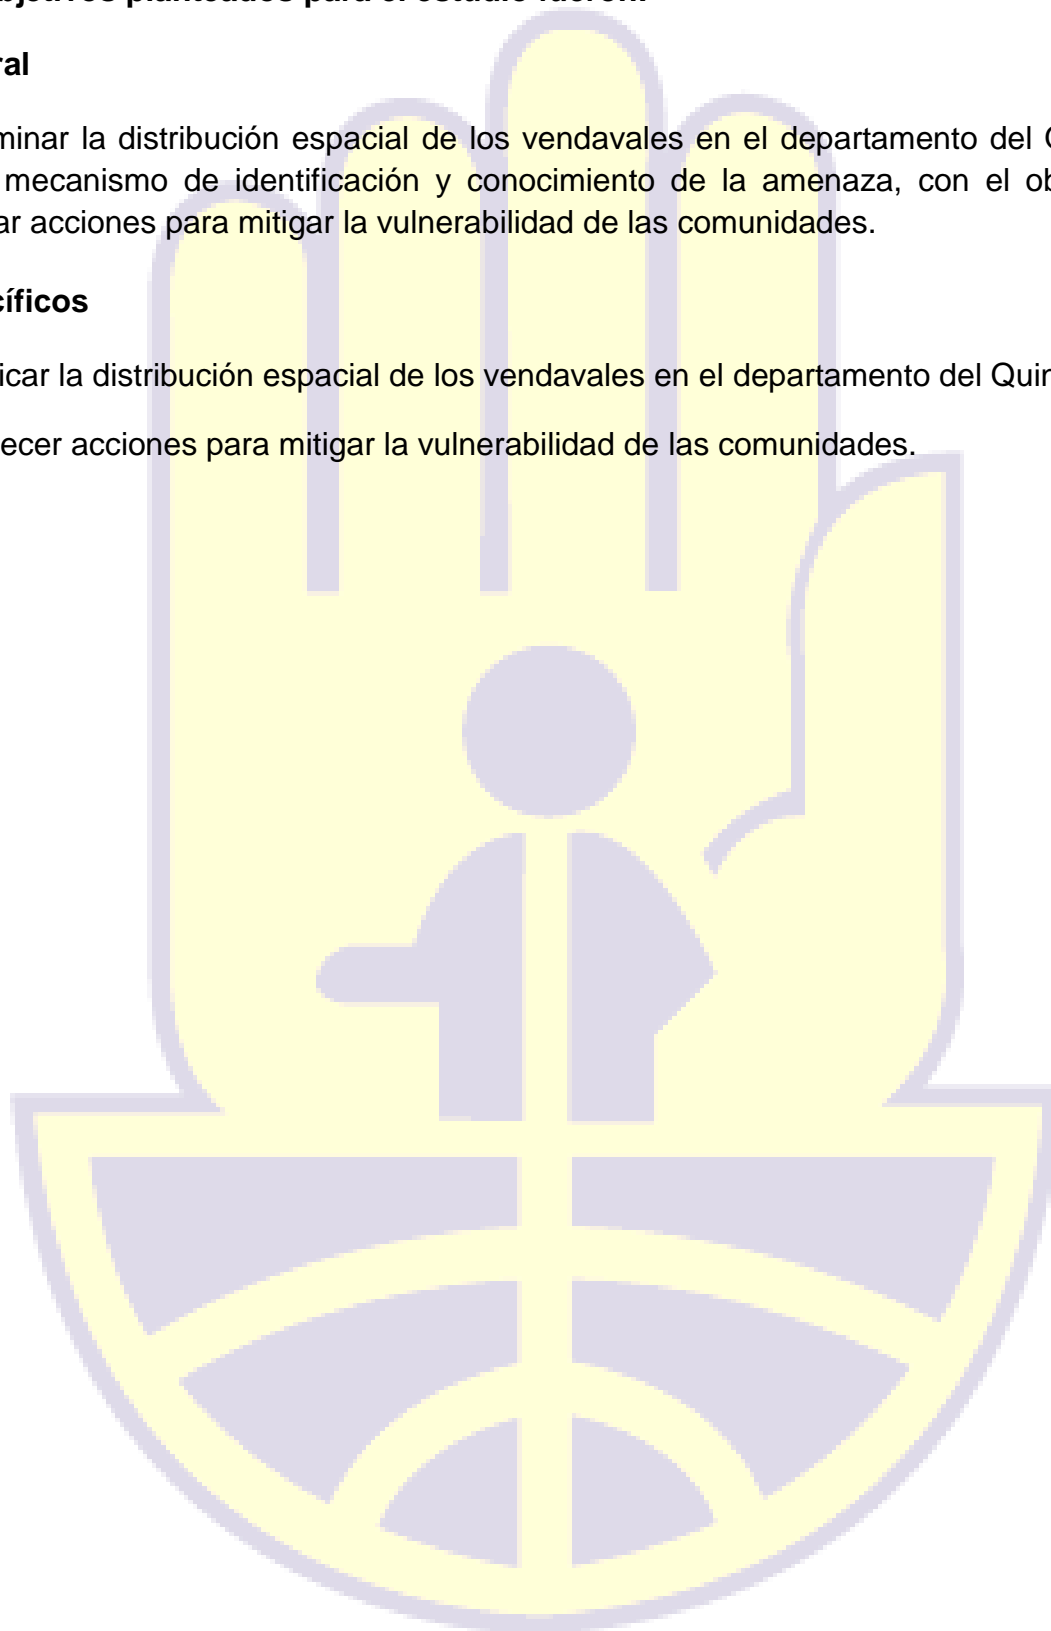 objetivos planteados para el estudio fueron:
ral
minar la distribución espacial de los vendavales en el departamento del
mecanismo de identificación y conocimiento de la amenaza, con el ob
ar acciones para mitigar la vulnerabilidad de las comunidades.
cíficos
icar la distribución espacial de los vendavales en el departamento del Quin
ecer acciones para mitigar la vulnerabilidad de las comunidades.